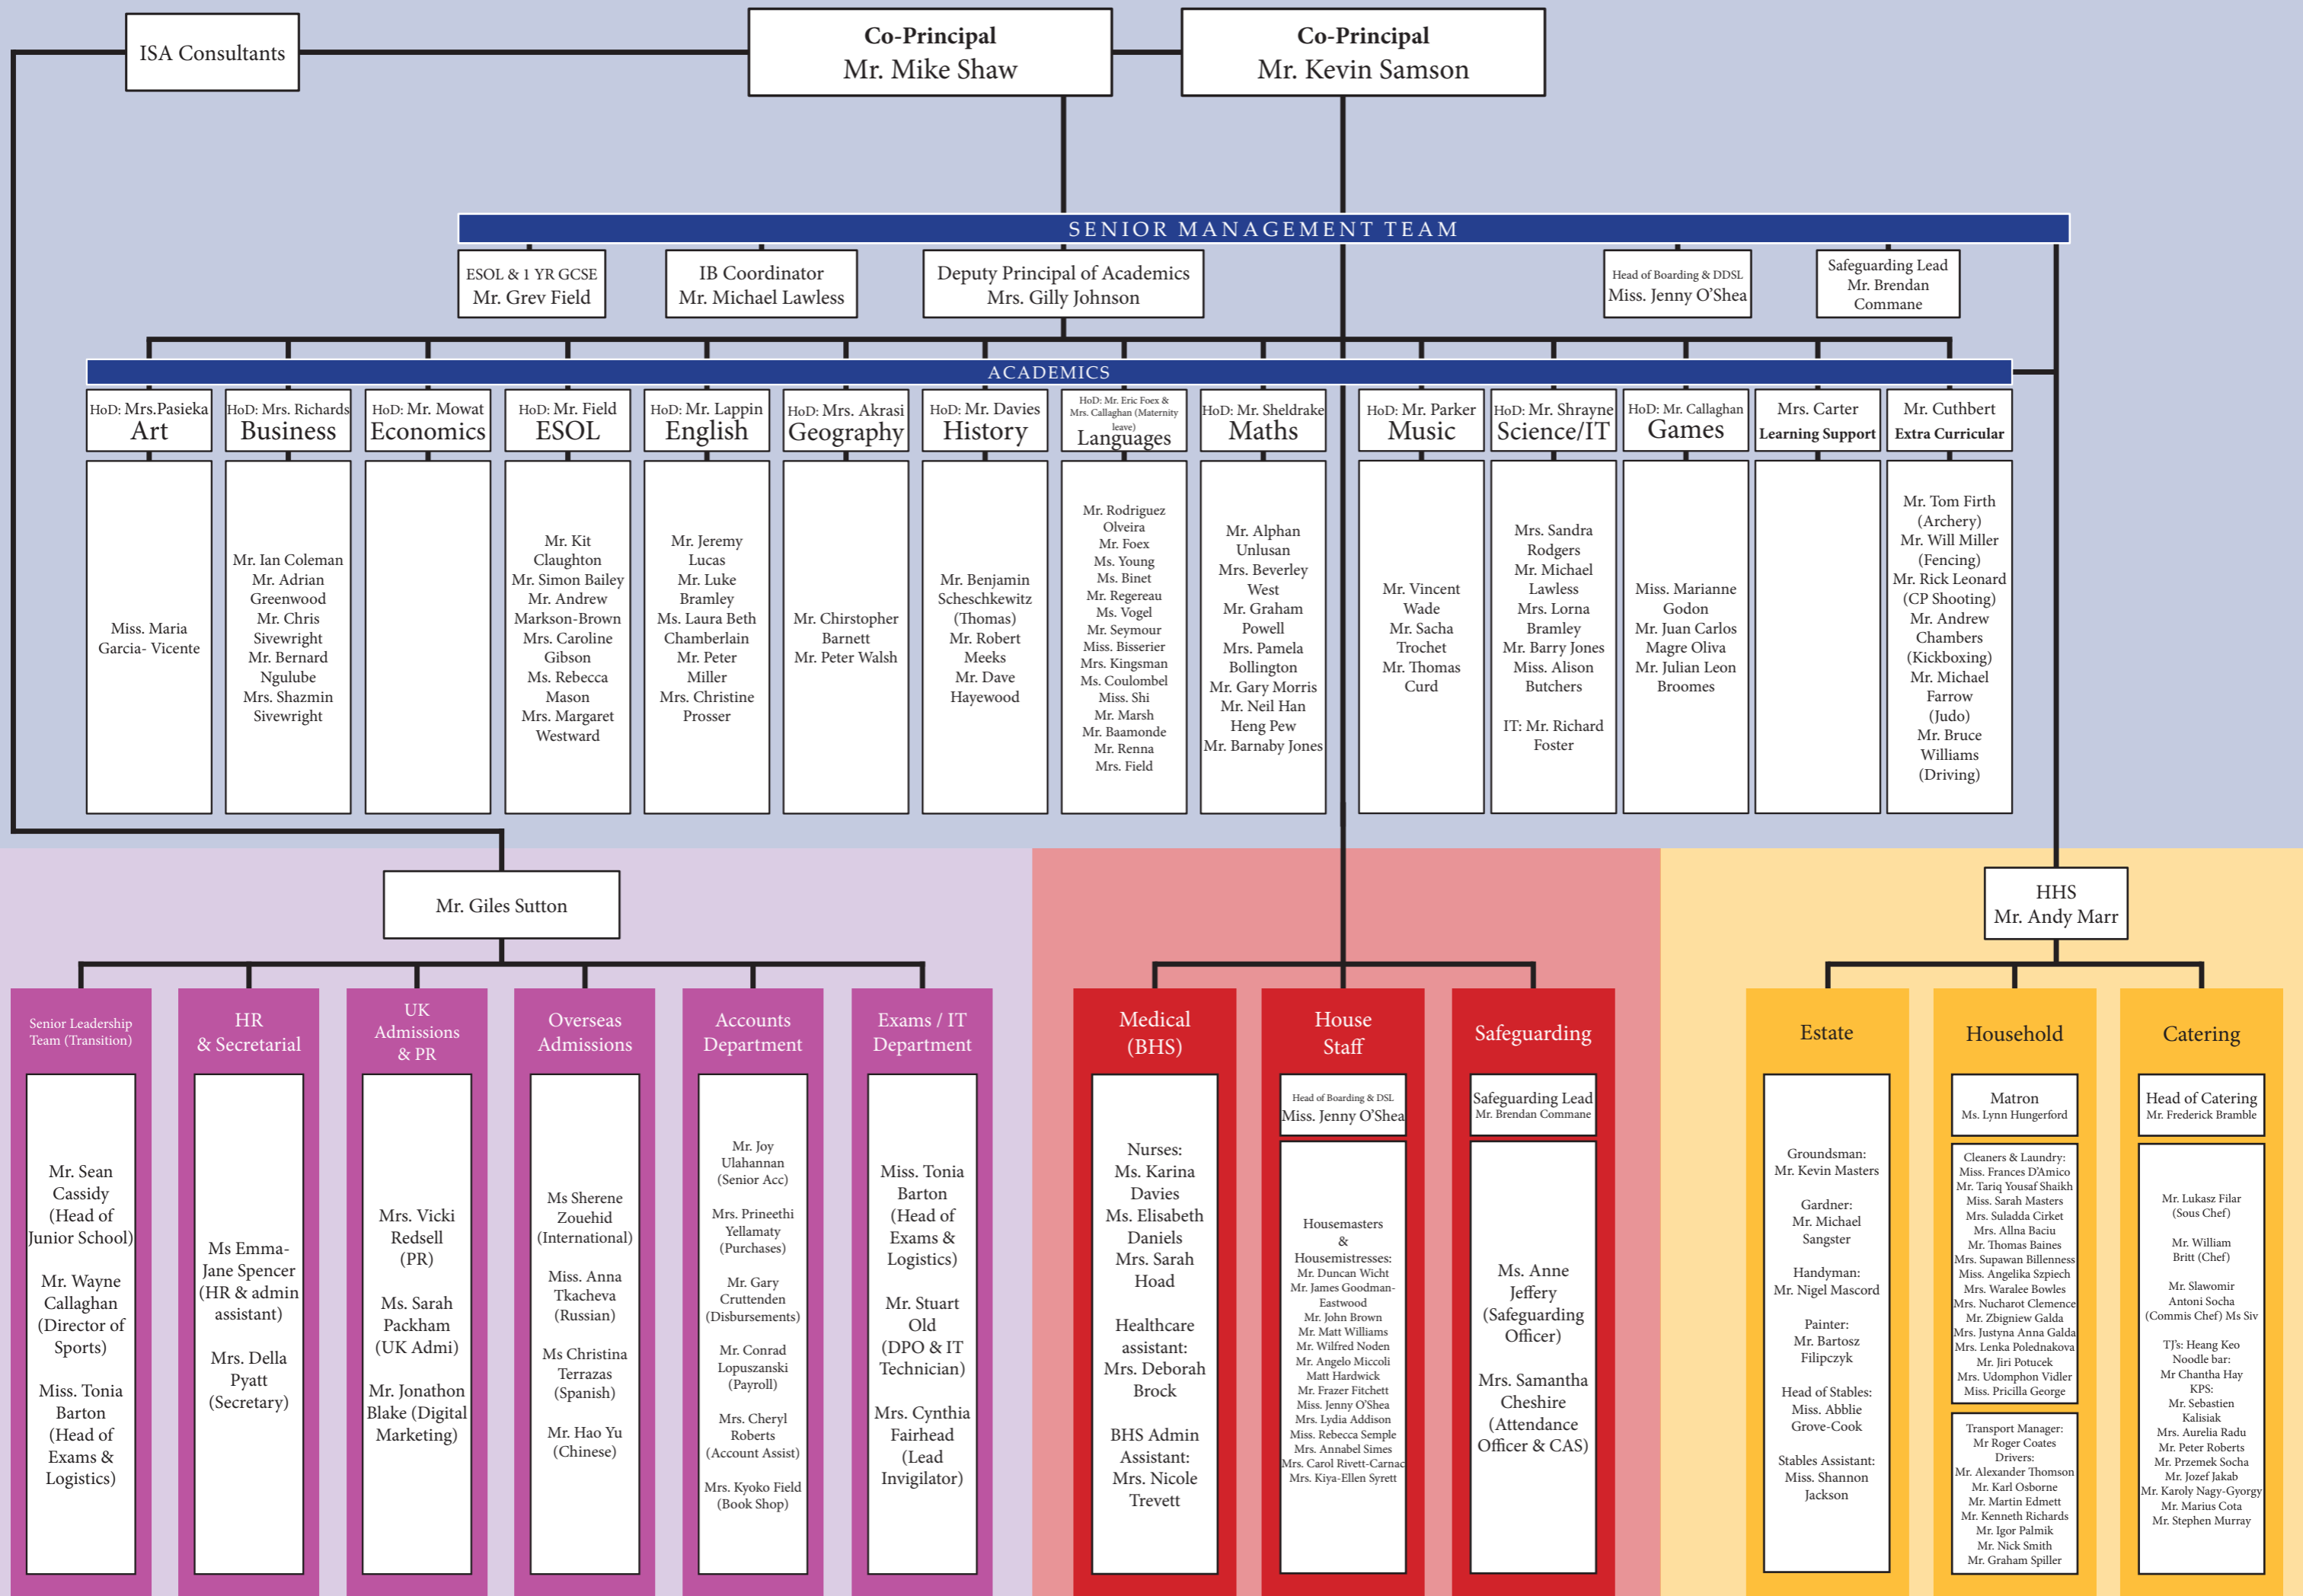 ISA Consultants
Co-Principal
Mr. Mike Shaw
Co-Principal
Mr. Kevin Samson
SENIOR MANAGEMENT TEAM
ESOL & 1 YR GCSE
Mr. Grev Field
IB Coordinator
Mr. Michael Lawless
Deputy Principal of Academics
Mrs. Gilly Johnson
Head of Boarding & DDSL
Miss. Jenny O'Shea
Safeguarding Lead
Mr. Brendan
Commane
ACADEMICS
HoD: Mrs.Pasieka
Art
HoD: Mrs. Richards
Business
HoD: Mr. Mowat
Economics
HoD: Mr. Field
ESOL
HoD: Mr. Lappin
English
HoD: Mrs. Akrasi
Geography
HoD: Mr. Davies
History
HoD: Mr. Eric Foex &
Mrs. Callaghan (Maternity
leave)
Languages
HoD: Mr. Sheldrake
Maths
HoD: Mr. Parker
Music
HoD: Mr. Shrayne
Science/IT
HoD: Mr. Callaghan
Games
Mrs. Carter
Learning Support
Mr. Cuthbert
Extra Curricular
Miss. Maria
Garcia- Vicente
Mr. Ian Coleman
Mr. Adrian
Greenwood
Mr. Chris
Sivewright
Mr. Bernard
Ngulube
Mrs. Shazmin
Sivewright
Mr. Kit
Claughton
Mr. Simon Bailey
Mr. Andrew
Markson-Brown
Mrs. Caroline
Gibson
Ms. Rebecca
Mason
Mrs. Margaret
Westward
Mr. Jeremy
Lucas
Mr. Luke
Bramley
Ms. Laura Beth
Chamberlain
Mr. Peter
Miller
Mrs. Christine
Prosser
Mr. Chirstopher
Barnett
Mr. Peter Walsh
Mr. Benjamin
Scheschkewitz
(Thomas)
Mr. Robert
Meeks
Mr. Dave
Hayewood
Mr. Rodriguez
Olveira
Mr. Foex
Ms. Young
Ms. Binet
Mr. Regereau
Ms. Vogel
Mr. Seymour
Miss. Bisserier
Mrs. Kingsman
Ms. Coulombel
Miss. Shi
Mr. Marsh
Mr. Baamonde
Mr. Renna
Mrs. Field
Mr. Alphan
Unlusan
Mrs. Beverley
West
Mr. Graham
Powell
Mrs. Pamela
Bollington
Mr. Gary Morris
Mr. Neil Han
Heng Pew
Mr. Barnaby Jones
Mr. Vincent
Wade
Mr. Sacha
Trochet
Mr. Thomas
Curd
Mrs. Sandra
Rodgers
Mr. Michael
Lawless
Mrs. Lorna
Bramley
Mr. Barry Jones
Miss. Alison
Butchers
IT: Mr. Richard
Foster
Miss. Marianne
Godon
Mr. Juan Carlos
Magre Oliva
Mr. Julian Leon
Broomes
Mr. Tom Firth
(Archery)
Mr. Will Miller
(Fencing)
Mr. Rick Leonard
(CP Shooting)
Mr. Andrew
Chambers
(Kickboxing)
Mr. Michael
Farrow
(Judo)
Mr. Bruce
Williams
(Driving)
Mr. Giles Sutton
HHS
Mr. Andy Marr
Senior Leadership
Team (Transition)
Mr. Sean
Cassidy
(Head of
Junior School)
Mr. Wayne
Callaghan
(Director of
Sports)
Miss. Tonia
Barton
(Head of
Exams &
Logistics)
HR
& Secretarial
Ms Emma-
Jane Spencer
(HR & admin
assistant)
Mrs. Della
Pyatt
(Secretary)
UK
Admissions
& PR
Mrs. Vicki
Redsell
(PR)
Ms. Sarah
Packham
(UK Admi)
Mr. Jonathon
Blake (Digital
Marketing)
Overseas
Admissions
Ms Sherene
Zouehid
(International)
Miss. Anna
Tkacheva
(Russian)
Ms Christina
Terrazas
(Spanish)
Mr. Hao Yu
(Chinese)
Accounts
Department
Mr. Joy
Ulahannan
(Senior Acc)
Mrs. Prineethi
Yellamaty
(Purchases)
Mr. Gary
Cruttenden
(Disbursements)
Mr. Conrad
Lopuszanski
(Payroll)
Mrs. Cheryl
Roberts
(Account Assist)
Mrs. Kyoko Field
(Book Shop)
Exams / IT
Department
Miss. Tonia
Barton
(Head of
Exams &
Logistics)
Mr. Stuart
Old
(DPO & IT
Technician)
Mrs. Cynthia
Fairhead
(Lead
Invigilator)
Medical
(BHS)
Nurses:
Ms. Karina
Davies
Ms. Elisabeth
Daniels
Mrs. Sarah
Hoad
Healthcare
assistant:
Mrs. Deborah
Brock
BHS Admin
Assistant:
Mrs. Nicole
Trevett
House
Staff
Head of Boarding & DSL
Miss. Jenny O'Shea
Housemasters
&
Housemistresses:
Mr. Duncan Wicht
Mr. James Goodman-
Eastwood
Mr. John Brown
Mr. Matt Williams
Mr. Wilfred Noden
Mr. Angelo Miccoli
Matt Hardwick
Mr. Frazer Fitchett
Miss. Jenny O'Shea
Mrs. Lydia Addison
Miss. Rebecca Semple
Mrs. Annabel Simes
Mrs. Carol Rivett-Carnac
Mrs. Kiya-Ellen Syrett
Safeguarding
Safeguarding Lead
Mr. Brendan Commane
Ms. Anne
Jeffery
(Safeguarding
Officer)
Mrs. Samantha
Cheshire
(Attendance
Officer & CAS)
Estate
Groundsman:
Mr. Kevin Masters
Gardner:
Mr. Michael
Sangster
Handyman:
Mr. Nigel Mascord
Painter:
Mr. Bartosz
Filipczyk
Head of Stables:
Miss. Abblie
Grove-Cook
Stables Assistant:
Miss. Shannon
Jackson
Household
Matron
Ms. Lynn Hungerford
Cleaners & Laundry:
Miss. Frances D'Amico
Mr. Tariq Yousaf Shaikh
Miss. Sarah Masters
Mrs. Suladda Cirket
Mrs. Allna Baciu
Mr. Thomas Baines
Mrs. Supawan Billenness
Miss. Angelika Szpiech
Mrs. Waralee Bowles
Mrs. Nucharot Clemence
Mr. Zbigniew Galda
Mrs. Justyna Anna Galda
Mrs. Lenka Polednakova
Mr. Jiri Potucek
Mrs. Udomphon Vidler
Miss. Pricilla George
Transport Manager:
Mr Roger Coates
Drivers:
Mr. Alexander Thomson
Mr. Karl Osborne
Mr. Martin Edmett
Mr. Kenneth Richards
Mr. Igor Palmik
Mr. Nick Smith
Mr. Graham Spiller
Catering
Head of Catering
Mr. Frederick Bramble
Mr. Lukasz Filar
(Sous Chef)
Mr. William
Britt (Chef)
Mr. Slawomir
Antoni Socha
(Commis Chef) Ms Siv
TJ's: Heang Keo
Noodle bar:
Mr Chantha Hay
KPS:
Mr. Sebastien
Kalisiak
Mrs. Aurelia Radu
Mr. Peter Roberts
Mr. Przemek Socha
Mr. Jozef Jakab
Mr. Karoly Nagy-Gyorgy
Mr. Marius Cota
Mr. Stephen Murray